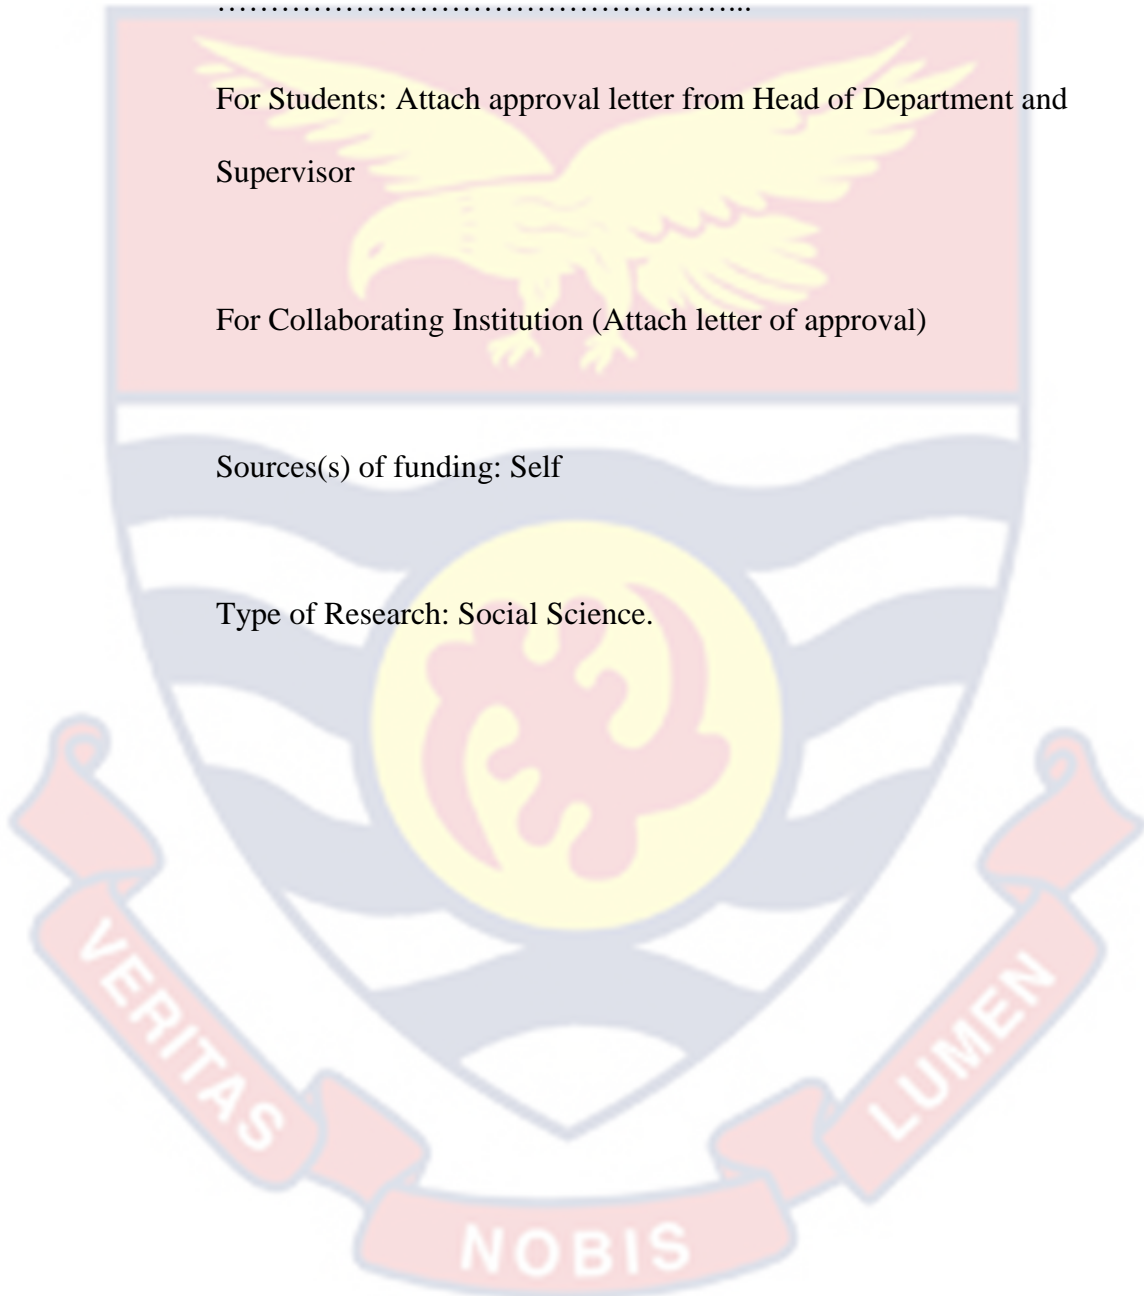 …………………………………………...
For Students: Attach approval letter from Head of Department and
Supervisor
For Collaborating Institution (Attach letter of approval)
Sources(s) of funding: Self
Type of Research: Social Science.
VERITAS
NOBIS
LUMEN